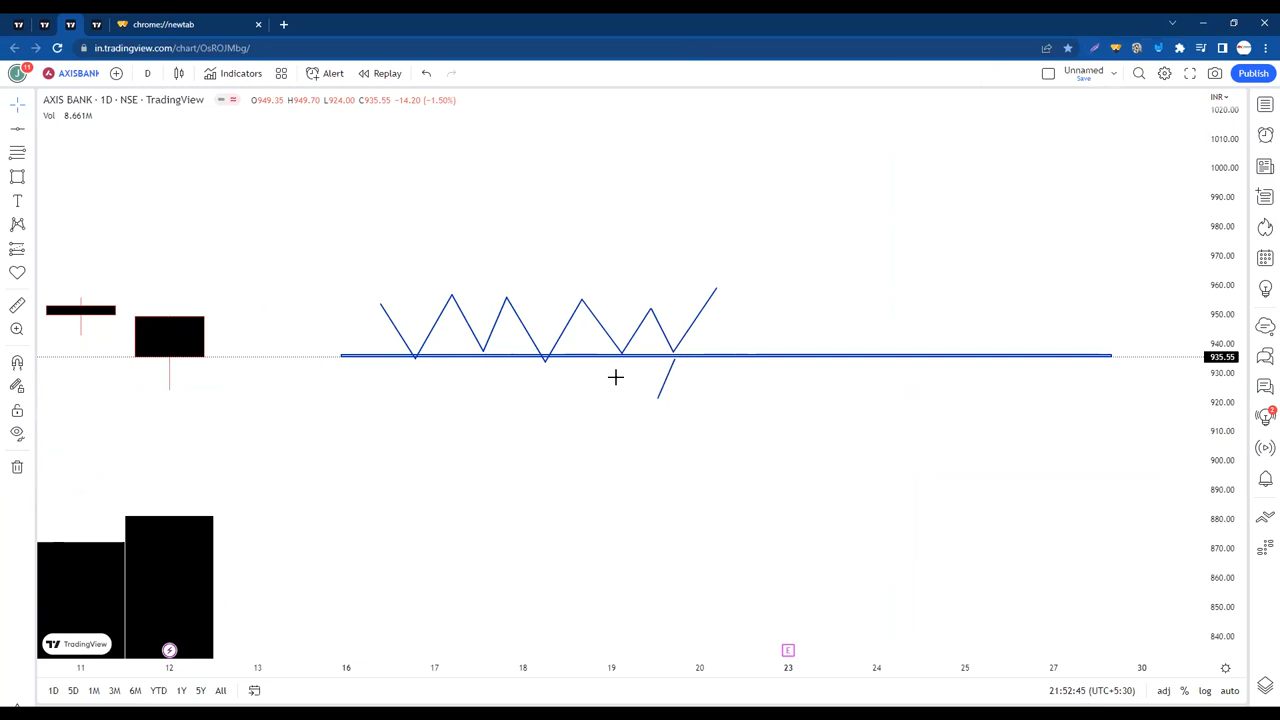 chrome://newtab
in.tradingview.com/chart/OsROJMbg/
11
AXISBANK
D
Indicators
Alert
Replay
Unnamed
Save
Publish
AXIS BANK · 1D · NSE · TradingView
O949.35 H949.70 L924.00 C935.55 −14.20 (−1.50%)
Vol 8.661M
INR
1020.00
1010.00
1000.00
990.00
980.00
970.00
960.00
950.00
940.00
935.55
930.00
920.00
910.00
900.00
890.00
880.00
870.00
860.00
850.00
840.00
2
TradingView
E
11 12 13 16 17 18 19 20 23 24 25 27 30
1D 5D 1M 3M 6M YTD 1Y 5Y All
21:52:45 (UTC+5:30) adj % log auto